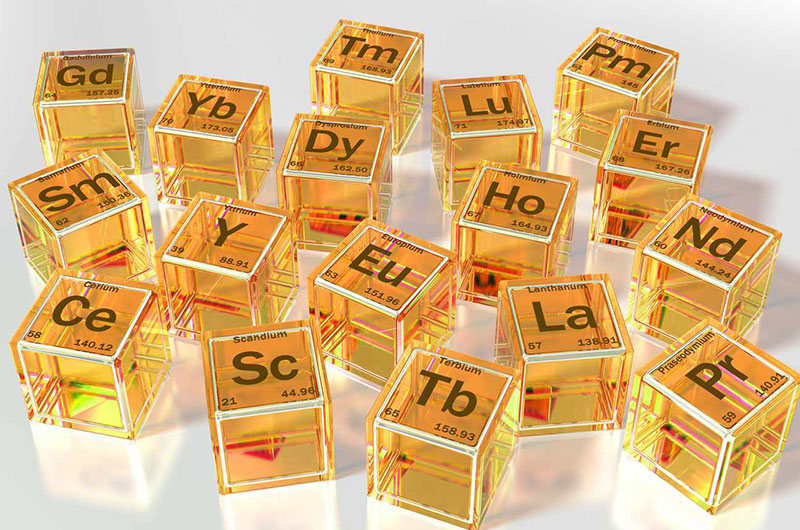 Gadolinium
Gd
64 157.25
Ytterbium
Yb
70 173.05
Thulium
Tm
69 168.93
Dysprosium
Dy
66 162.50
Lutetium
Lu
71 174.97
Promethium
Pm
61 145
Erbium
Er
68 167.26
Samarium
Sm
62 150.36
Yttrium
Y
39 88.91
Europium
Eu
63 151.96
Holmium
Ho
67 164.93
Neodymium
Nd
60 144.24
Cerium
Ce
58 140.12
Scandium
Sc
21 44.96
Terbium
Tb
65 158.93
Lanthanum
La
57 138.91
Praseodymium
Pr
59 140.91